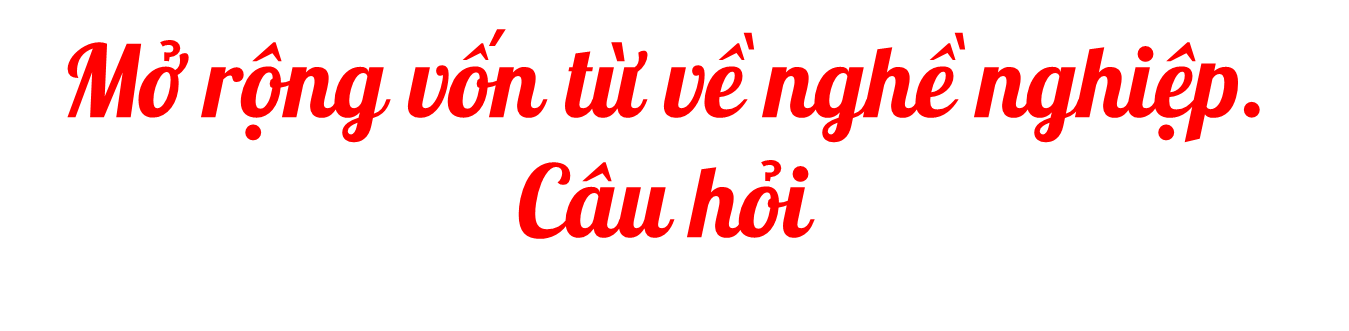 Mở rộng vốn từ về nghề nghiệp.
Câu hỏi